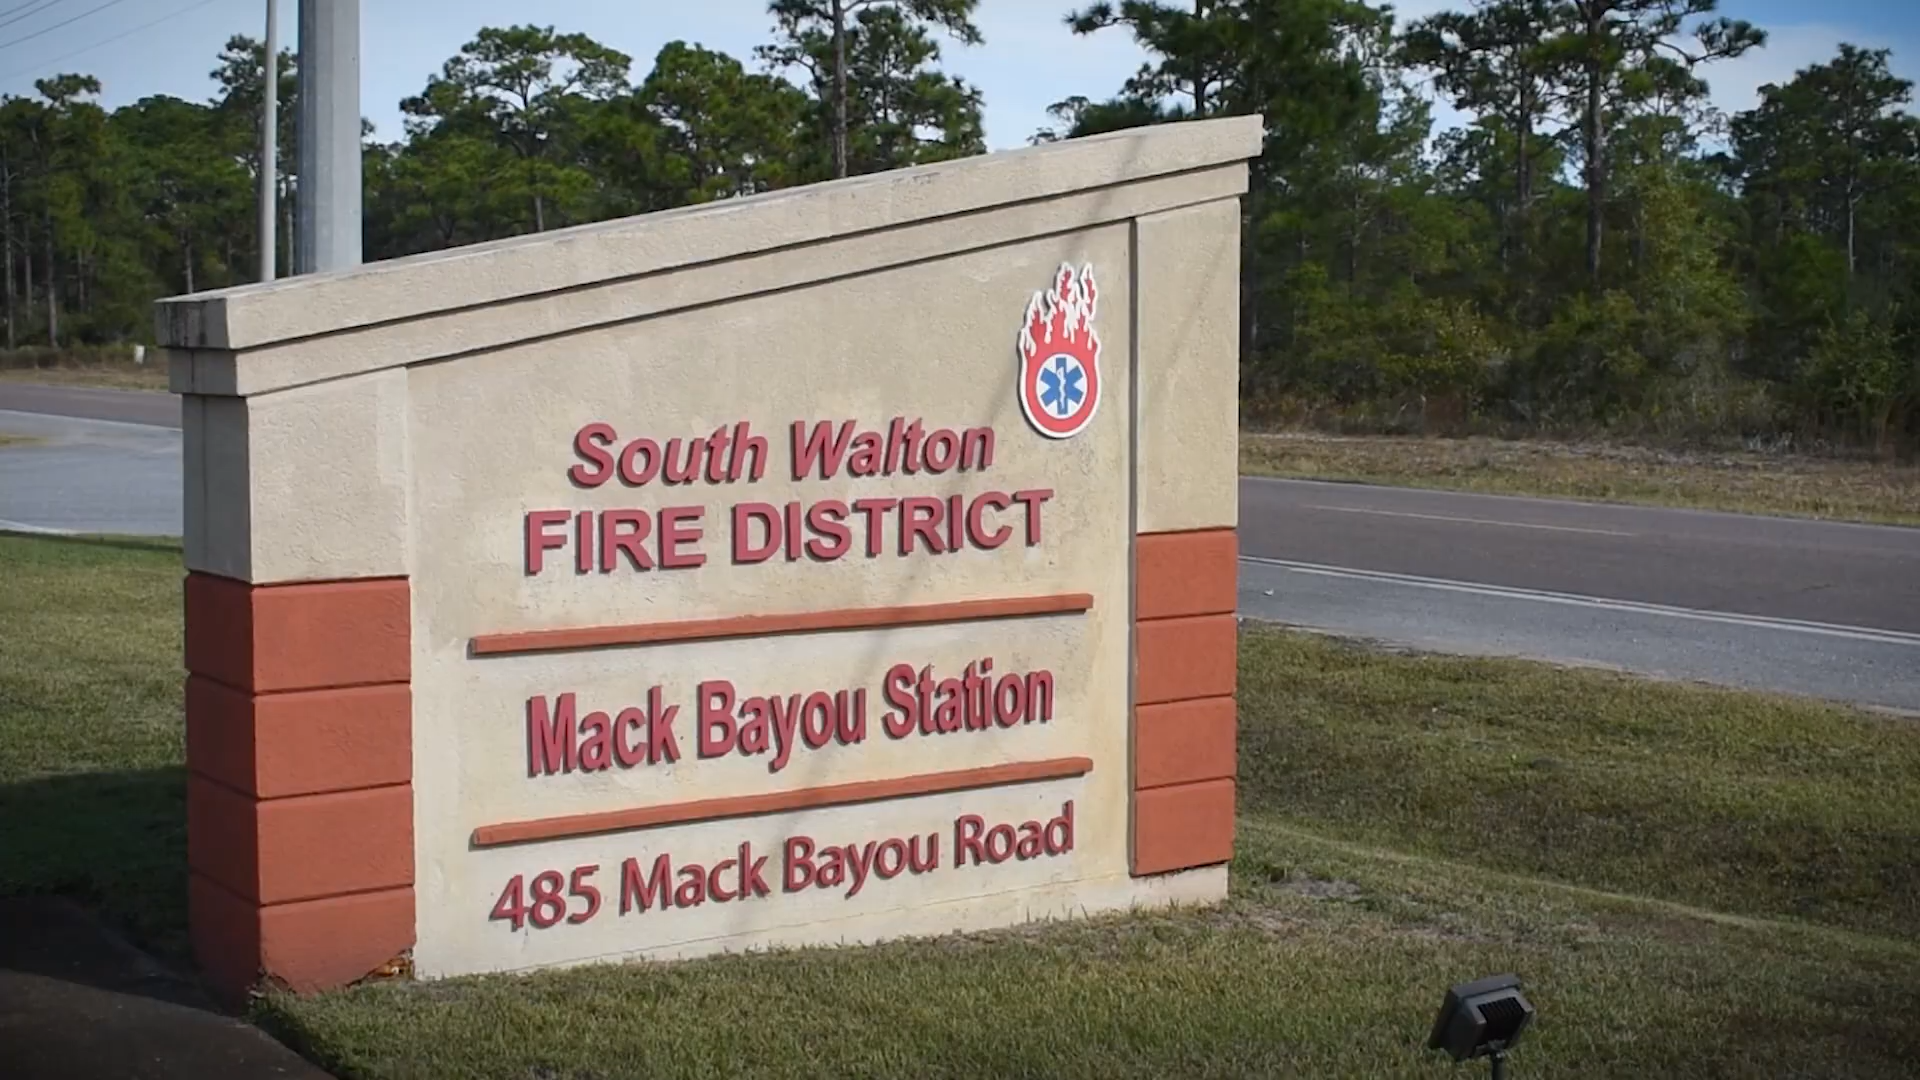 South Walton
FIRE DISTRICT
Mack Bayou Station
485 Mack Bayou Road